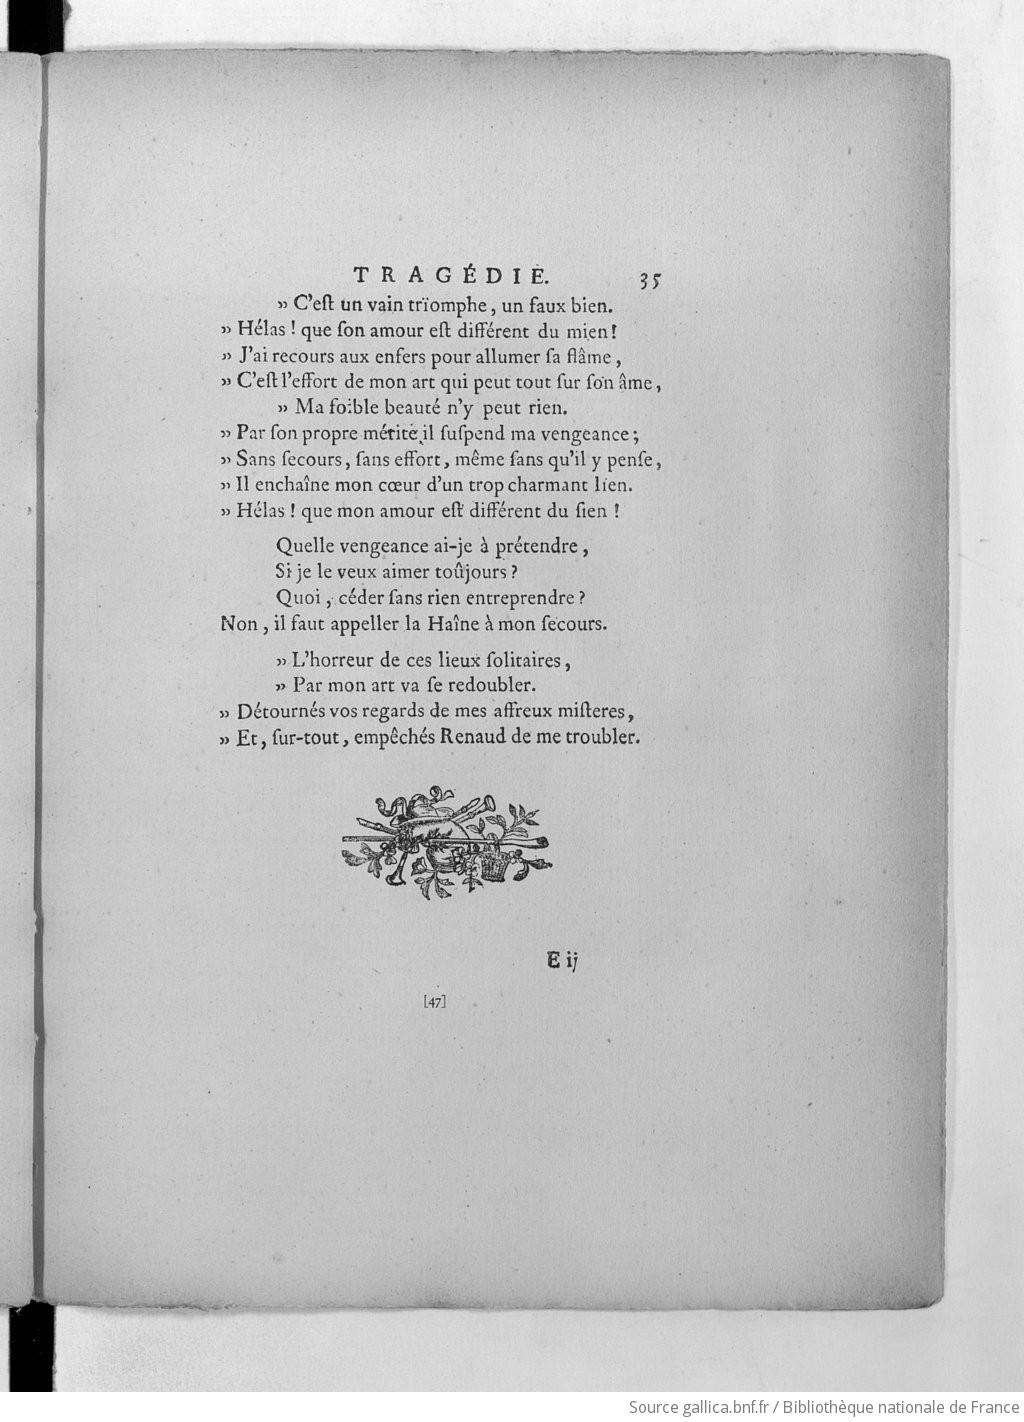 TRAGÉDIE. 35
» C'eſt un vain trïomphe, un faux bien.
» Hélas ! que ſon amour eſt différent du mien !
» J'ai recours aux enfers pour allumer ſa flâme,
» C'eſt l'effort de mon art qui peut tout ſur ſon âme,
» Ma foible beauté n'y peut rien.
» Par ſon propre mérite il ſuſpend ma vengeance ;
» Sans ſecours, ſans effort, même ſans qu'il y penſe,
» Il enchaîne mon cœur d'un trop charmant lien.
» Hélas ! que mon amour eſt différent du ſien !
Quelle vengeance ai-je à prétendre,
Si je le veux aimer toûjours ?
Quoi, céder ſans rien entreprendre ?
Non, il faut appeller la Haîne à mon ſecours.
» L'horreur de ces lieux ſolitaires,
» Par mon art va ſe redoubler.
» Détournés vos regards de mes affreux miſteres,
» Et, ſur-tout, empêchés Renaud de me troubler.
E ij
[47]
Source gallica.bnf.fr / Bibliothèque nationale de France